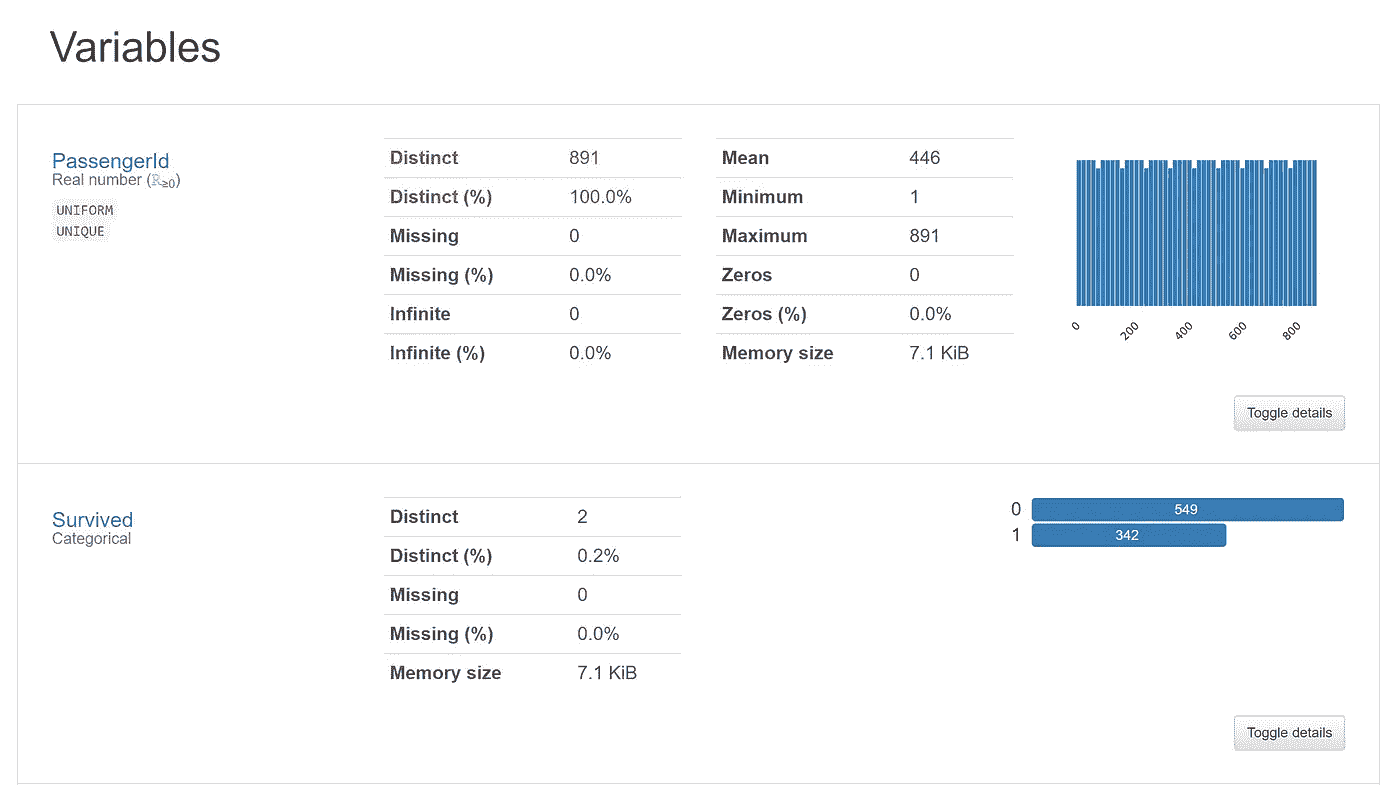 Variables
PassengerId
Real number (ℝ≥0)
UNIFORM
UNIQUE
Distinct 891
Distinct (%) 100.0%
Missing 0
Missing (%) 0.0%
Infinite 0
Infinite (%) 0.0%
Mean 446
Minimum 1
Maximum 891
Zeros 0
Zeros (%) 0.0%
Memory size 7.1 KiB
0 200 400 600 800
Toggle details
Survived
Categorical
Distinct 2
Distinct (%) 0.2%
Missing 0
Missing (%) 0.0%
Memory size 7.1 KiB
0 549
1 342
Toggle details